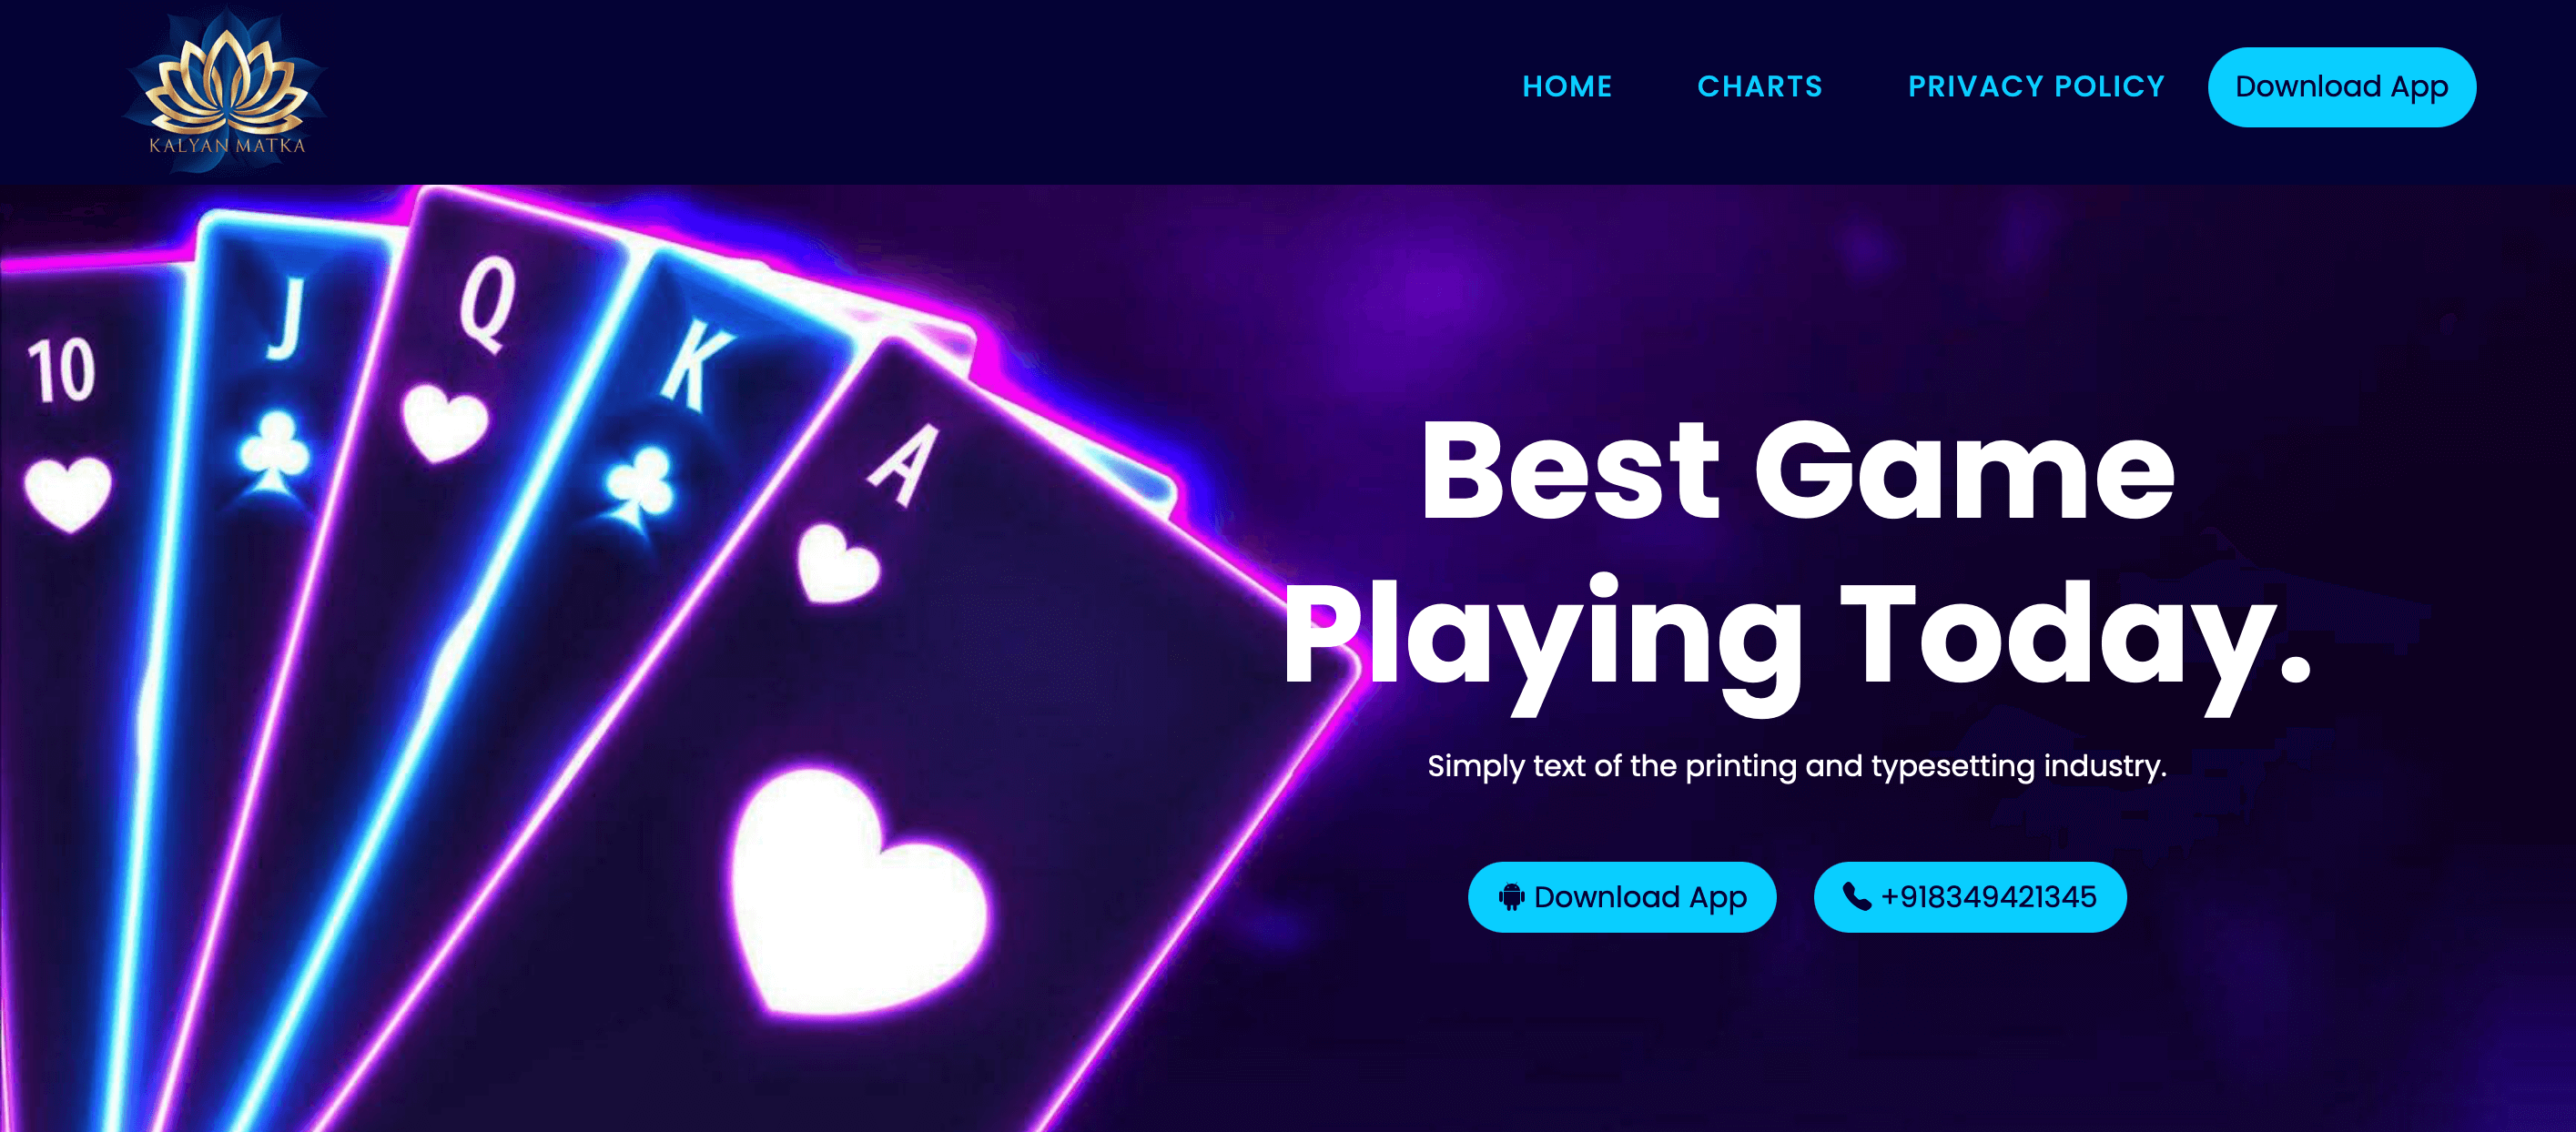 KALYAN MATKA
HOME CHARTS PRIVACY POLICY Download App
10 J Q K A
Best Game
Playing Today.
Simply text of the printing and typesetting industry.
Download App +918349421345